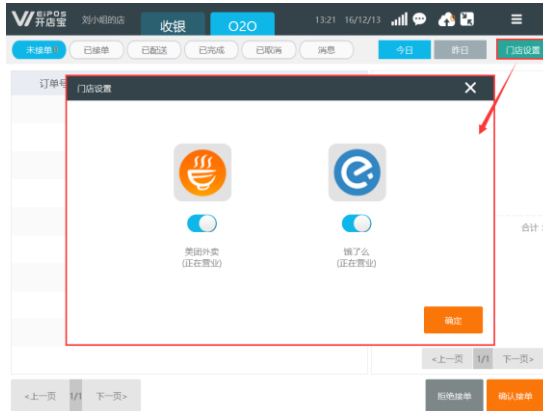 EiPOS
开店宝
刘小姐的店
收银
O2O
13:21 16/12/13
未接单
已接单
已配送
已完成
已取消
消息
今日
昨日
门店设置
订单号
门店设置
美团外卖
(正在营业)
饿了么
(正在营业)
合计:
确定
<上一页 1/1 下一页>
<上一页 1/1 下一页>
拒绝接单
确认接单